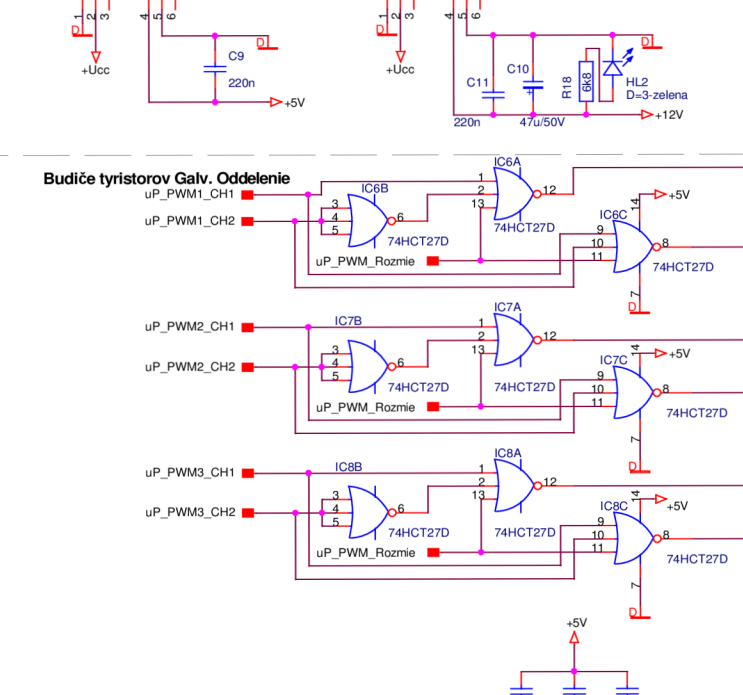 1 2 3
4 5 6
1 2 3
4 5 6
D
D
D
D
+Ucc
C9
220n
+5V
+Ucc
C11
220n
C10
47u/50V
R18
6k8
HL2
D=3-zelena
+12V
Budiče tyristorov Galv. Oddelenie
uP_PWM1_CH1
uP_PWM1_CH2
IC6B
3
4
5
6
74HCT27D
IC6A
1
2
13
12
74HCT27D
uP_PWM_Rozmie
IC6C
14
+5V
9
10
11
8
74HCT27D
7
D
uP_PWM2_CH1
uP_PWM2_CH2
IC7B
3
4
5
6
74HCT27D
IC7A
1
2
13
12
74HCT27D
uP_PWM_Rozmie
IC7C
14
+5V
9
10
11
8
74HCT27D
7
D
uP_PWM3_CH1
uP_PWM3_CH2
IC8B
3
4
5
6
74HCT27D
IC8A
1
2
13
12
74HCT27D
uP_PWM_Rozmie
IC8C
14
+5V
9
10
11
8
74HCT27D
7
D
+5V